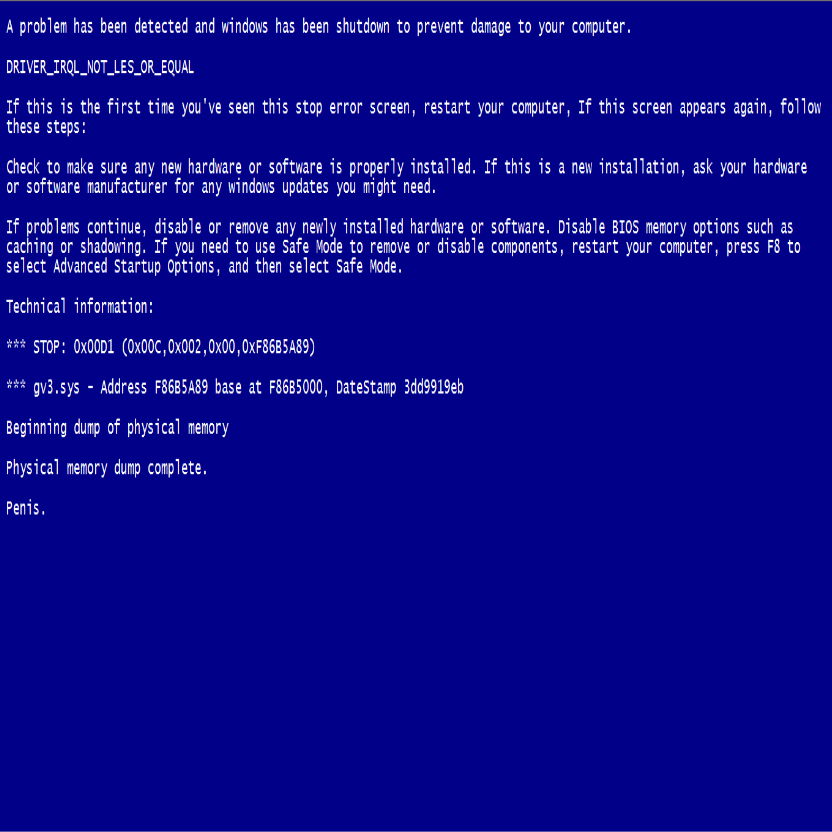 A problem has been detected and windows has been shutdown to prevent damage to your computer.
DRIVER_IRQL_NOT_LES_OR_EQUAL
If this is the first time you've seen this stop error screen, restart your computer, If this screen appears again, follow
these steps:
Check to make sure any new hardware or software is properly installed. If this is a new installation, ask your hardware
or software manufacturer for any windows updates you might need.
If problems continue, disable or remove any newly installed hardware or software. Disable BIOS memory options such as
caching or shadowing. If you need to use Safe Mode to remove or disable components, restart your computer, press F8 to
select Advanced Startup Options, and then select Safe Mode.
Technical information:
*** STOP: 0x00D1 (0x00C,0x002,0x00,0xF86B5A89)
*** gv3.sys - Address F86B5A89 base at F86B5000, DateStamp 3dd9919eb
Beginning dump of physical memory
Physical memory dump complete.
Penis.